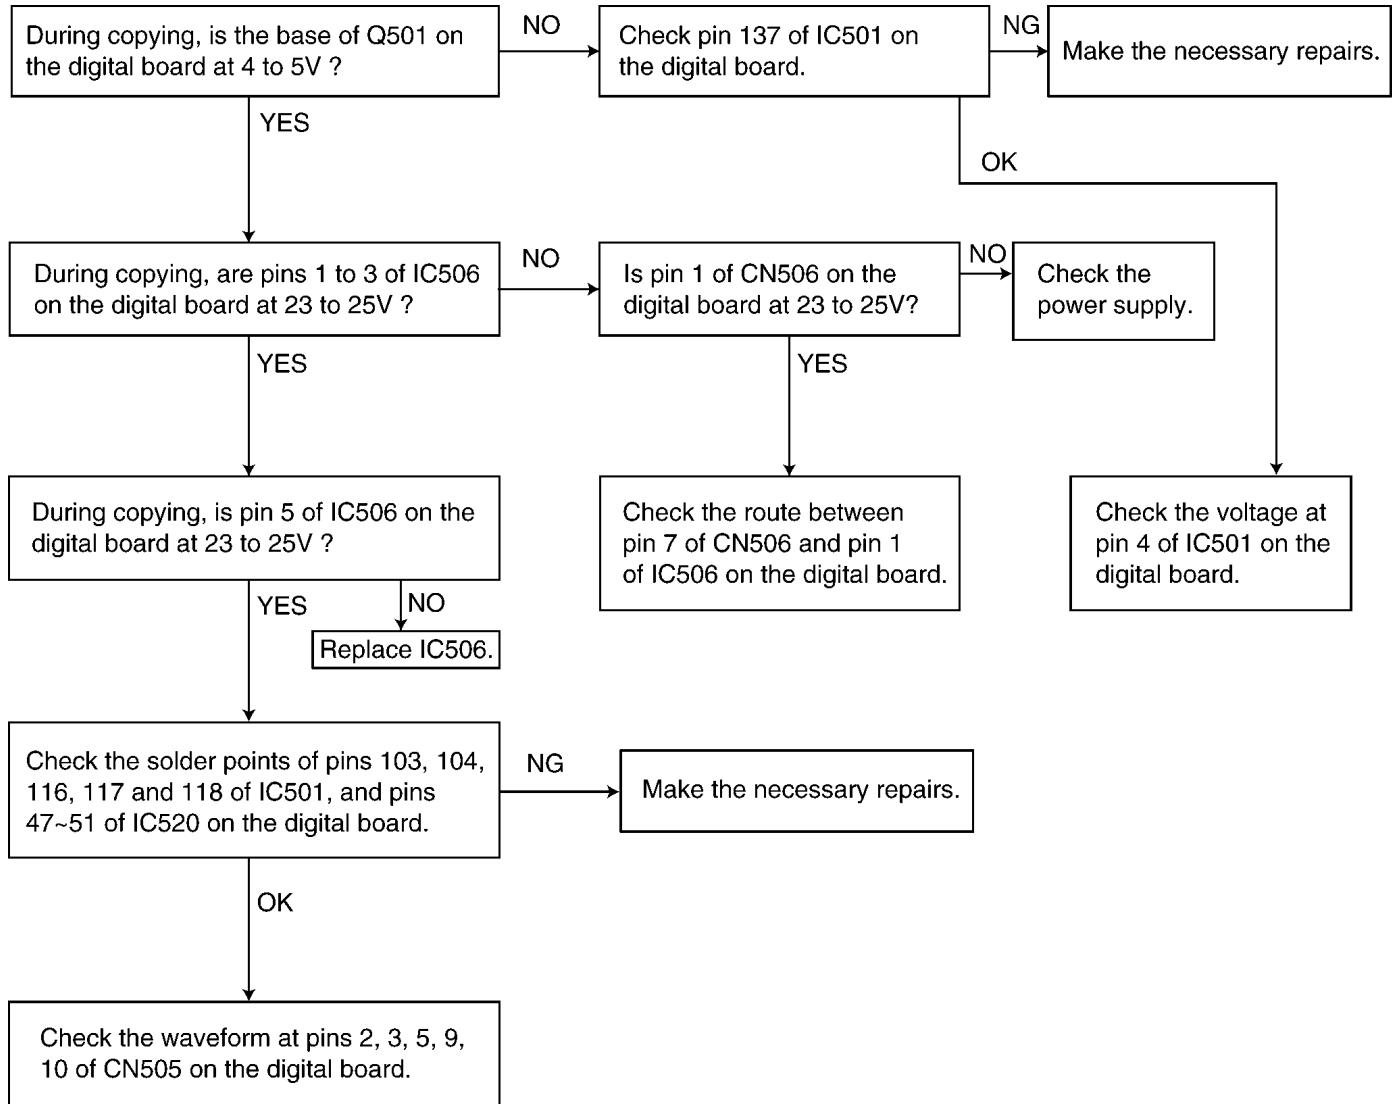 During copying, is the base of Q501 on
the digital board at 4 to 5V ?
NO
Check pin 137 of IC501 on
the digital board.
NG
Make the necessary repairs.
YES
OK
During copying, are pins 1 to 3 of IC506
on the digital board at 23 to 25V ?
NO
Is pin 1 of CN506 on the
digital board at 23 to 25V?
NO
Check the
power supply.
YES
YES
During copying, is pin 5 of IC506 on the
digital board at 23 to 25V ?
Check the route between
pin 7 of CN506 and pin 1
of IC506 on the digital board.
Check the voltage at
pin 4 of IC501 on the
digital board.
YES
NO
Replace IC506.
Check the solder points of pins 103, 104,
116, 117 and 118 of IC501, and pins
47~51 of IC520 on the digital board.
NG
Make the necessary repairs.
OK
Check the waveform at pins 2, 3, 5, 9,
10 of CN505 on the digital board.